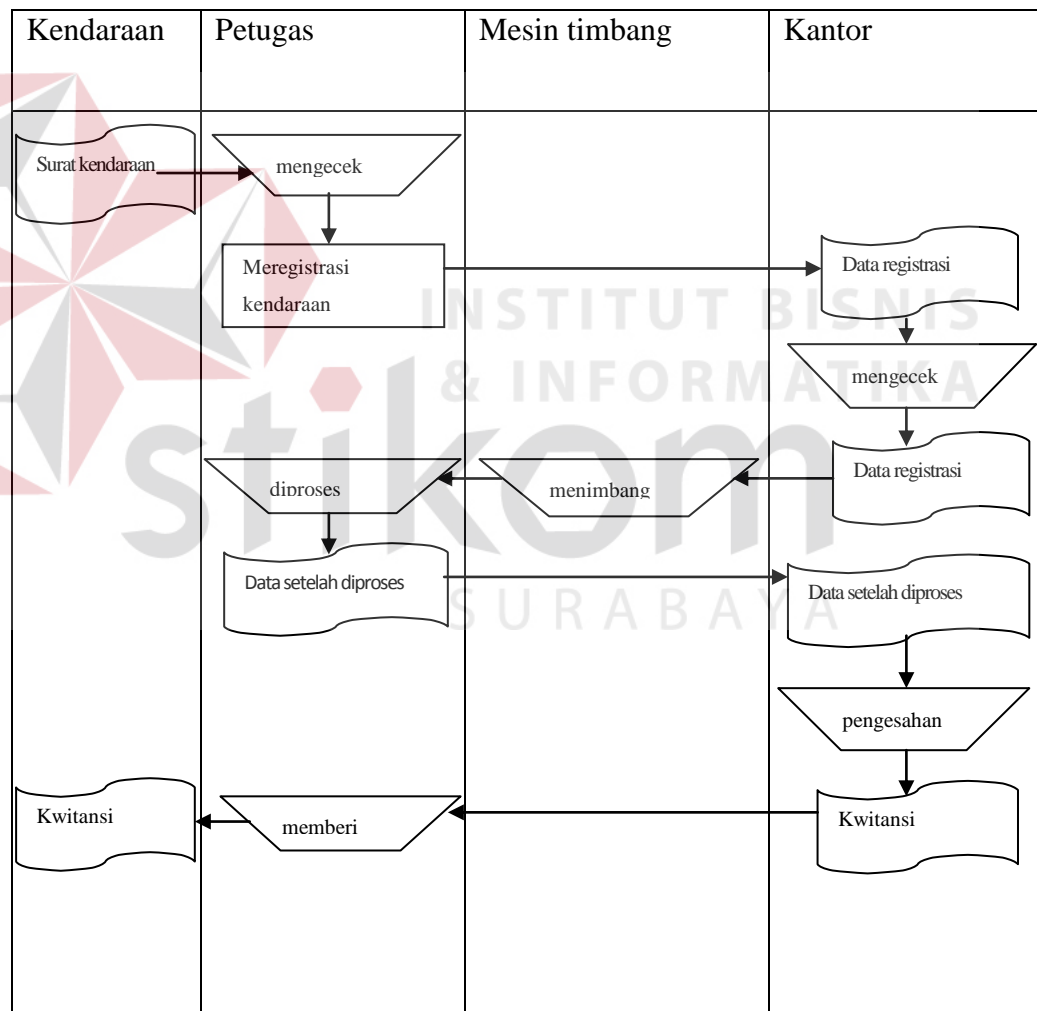 Kendaraan
Petugas
Mesin timbang
Kantor
Surat kendaraan
mengecek
Meregistrasi
kendaraan
Data registrasi
mengecek
Data registrasi
menimbang
diproses
Data setelah diproses
Data setelah diproses
pengesahan
Kwitansi
memberi
Kwitansi
INSTITUT BISNIS
& INFORMATIKA
stikom
SURABAYA